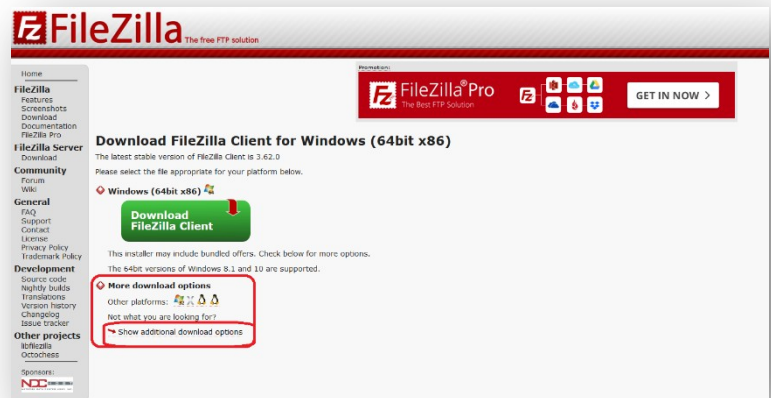 FileZilla The free FTP solution
Home
FileZilla
Features
Screenshots
Download
Documentation
FileZilla Pro
FileZilla Server
Download
Community
Forum
Wiki
General
FAQ
Support
Contact
License
Privacy Policy
Trademark Policy
Development
Source code
Nightly builds
Translations
Version history
Changelog
Issue tracker
Other projects
libfilezilla
Octochess
Sponsors:
NDC
Promotion:
FileZilla®Pro
The Best FTP Solution
GET IN NOW >
Download FileZilla Client for Windows (64bit x86)
The latest stable version of FileZilla Client is 3.62.0
Please select the file appropriate for your platform below.
Windows (64bit x86)
Download
FileZilla Client
This installer may include bundled offers. Check below for more options.
The 64bit versions of Windows 8.1 and 10 are supported.
More download options
Other platforms:
Not what you are looking for?
Show additional download options